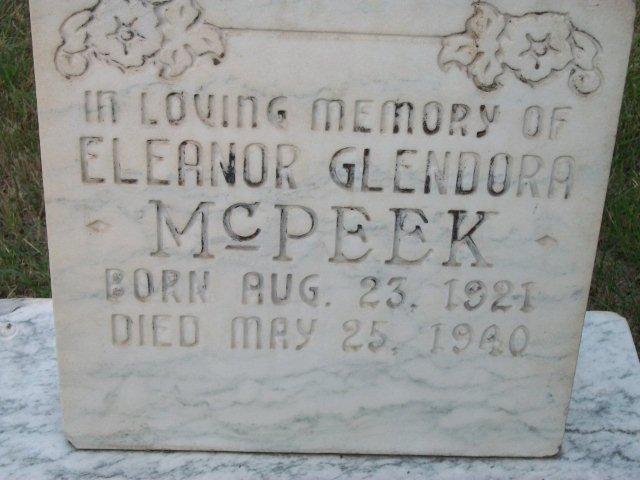 IN LOVING MEMORY OF
ELEANOR GLENDORA
McPEEK
BORN AUG. 23, 1921
DIED MAY 25, 1940